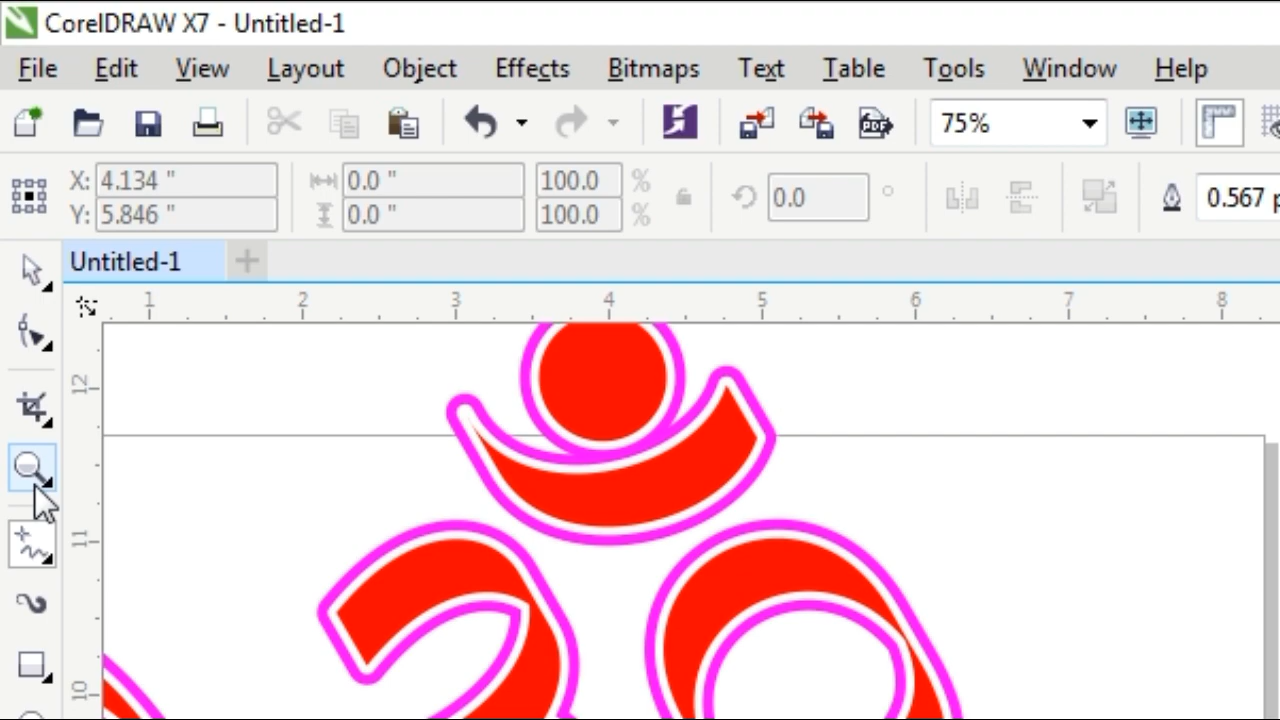 CorelDRAW X7 - Untitled-1
File Edit View Layout Object Effects Bitmaps Text Table Tools Window Help
PDF 75%
X: 4.134 " 0.0 " 100.0 % 0.0 ° 0.567 p
Y: 5.846 " 0.0 " 100.0 %
Untitled-1
1 2 3 4 5 6 7 8
12
11
10